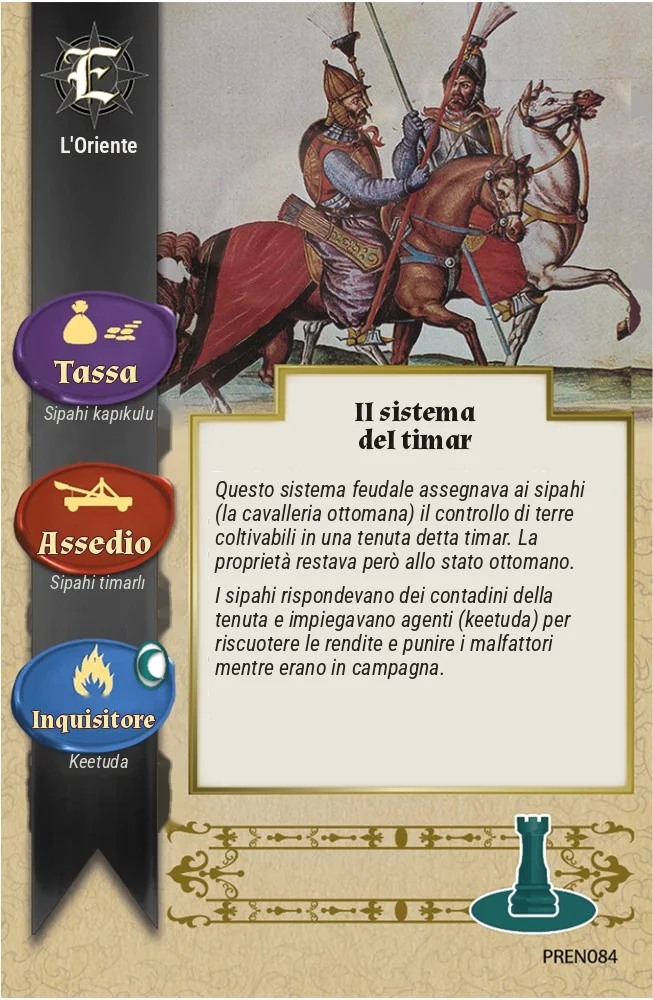 E
L'Oriente
Tassa
Sipahi kapıkulu
Assedio
Sipahi timarlı
Inquisitore
Keetuda
Il sistema
del timar
Questo sistema feudale assegnava ai sipahi
(la cavalleria ottomana) il controllo di terre
coltivabili in una tenuta detta timar. La
proprietà restava però allo stato ottomano.
I sipahi rispondevano dei contadini della
tenuta e impiegavano agenti (keetuda) per
riscuotere le rendite e punire i malfattori
mentre erano in campagna.
PREN084